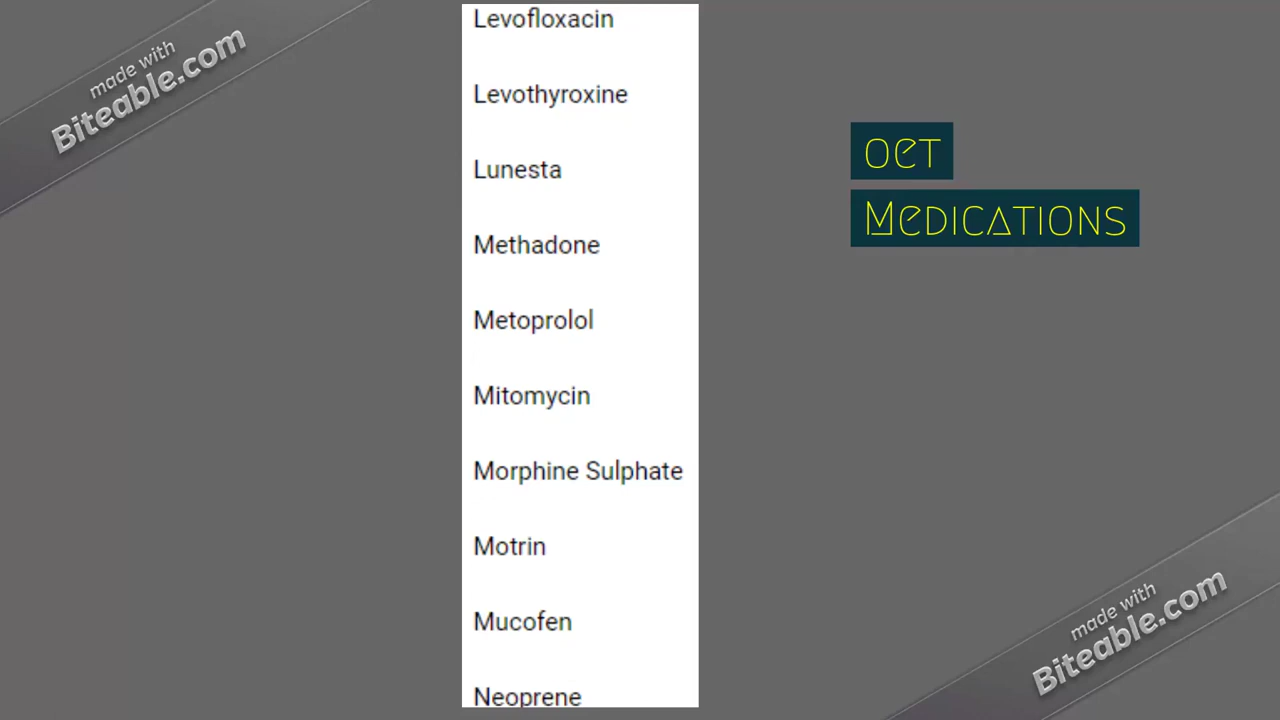 made with
Biteable.com
Levofloxacin
Levothyroxine
Lunesta
Methadone
Metoprolol
Mitomycin
Morphine Sulphate
Motrin
Mucofen
Neoprene
OET
MEDICATIONS
made with
Biteable.com